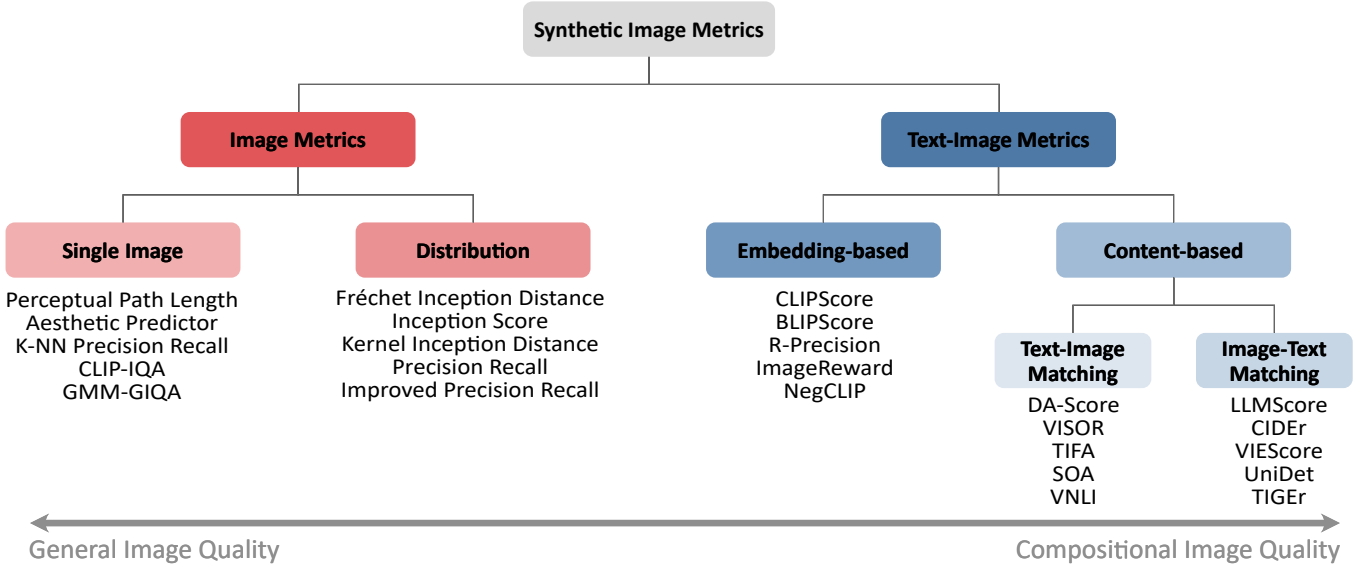 Synthetic Image Metrics
Image Metrics
Text-Image Metrics
Single Image
Distribution
Embedding-based
Content-based
Perceptual Path Length
Aesthetic Predictor
K-NN Precision Recall
CLIP-IQA
GMM-GIQA
Fréchet Inception Distance
Inception Score
Kernel Inception Distance
Precision Recall
Improved Precision Recall
CLIPScore
BLIPScore
R-Precision
ImageReward
NegCLIP
Text-Image
Matching
DA-Score
VISOR
TIFA
SOA
VNLI
Image-Text
Matching
LLMScore
CIDEr
VIEScore
UniDet
TIGEr
General Image Quality
Compositional Image Quality